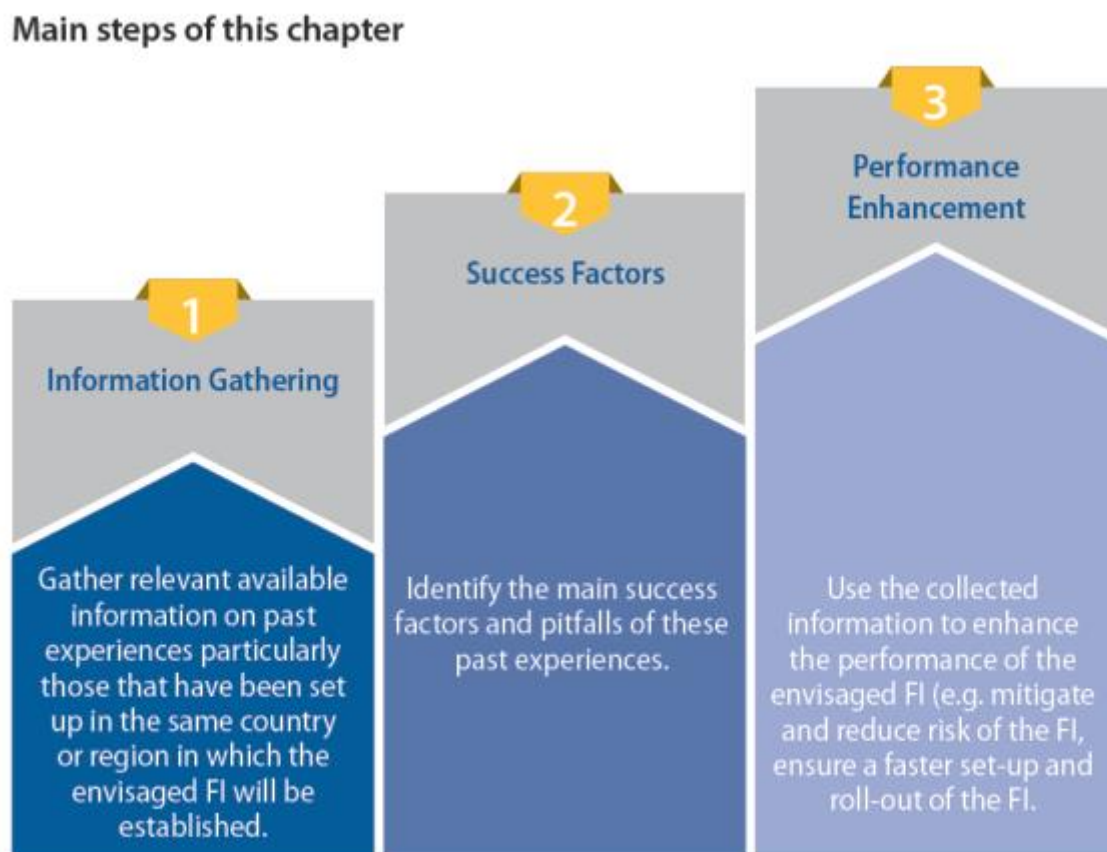 Main steps of this chapter
1
Information Gathering
Gather relevant available
information on past
experiences particularly
those that have been set
up in the same country
or region in which the
envisaged FI will be
established.
2
Success Factors
Identify the main success
factors and pitfalls of these
past experiences.
3
Performance
Enhancement
Use the collected
information to enhance
the performance of the
envisaged FI (e.g. mitigate
and reduce risk of the FI,
ensure a faster set-up and
roll-out of the FI.